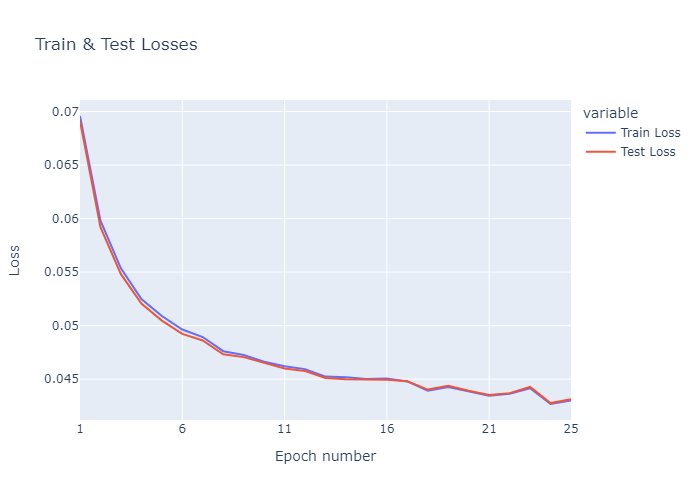 Train & Test Losses
variable
Train Loss
Test Loss
Loss
0.07
0.065
0.06
0.055
0.05
0.045
1 6 11 16 21 25
Epoch number